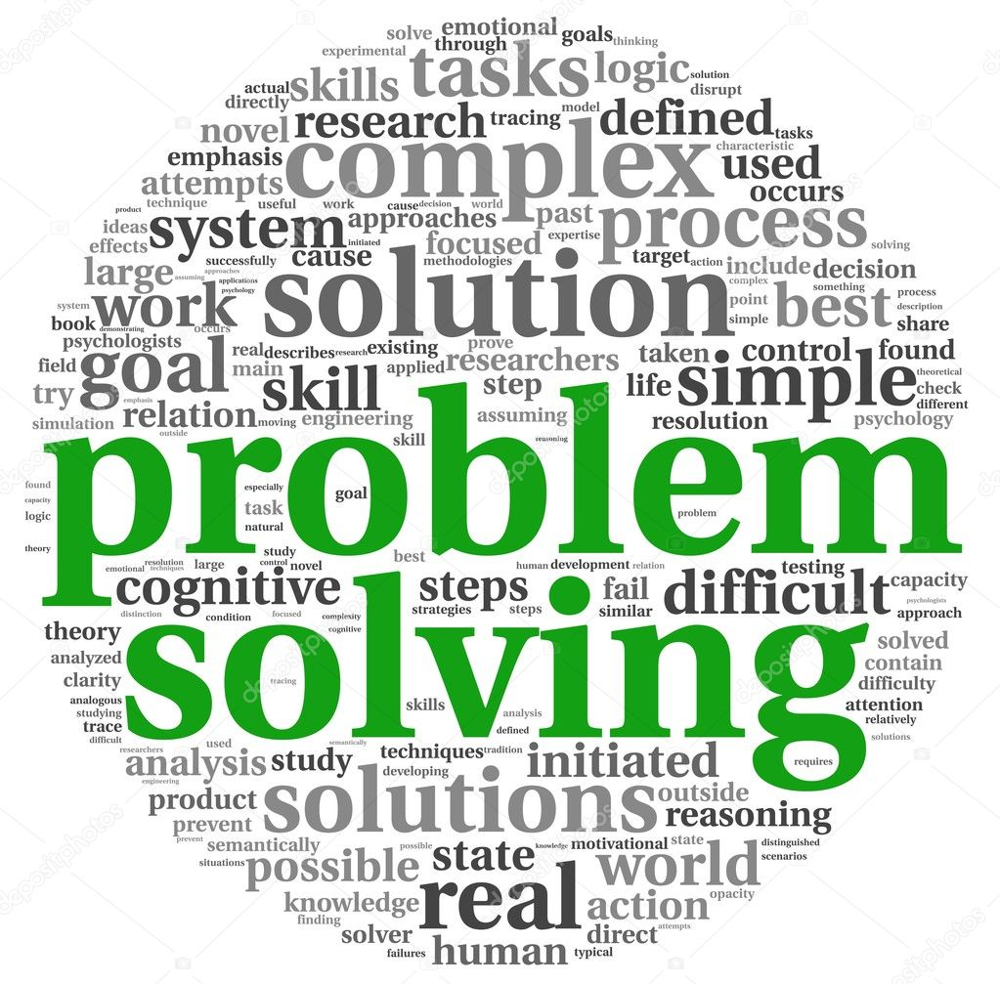 emotional
solve
goals
thinking
through
experimental
tasks
logic
solution
skills
actual
disrupt
directly
model
novel
research
tracing
defined
tasks
complex
characteristic
emphasis
used
attempts
occurs
technique
useful
work
cause
decision
world
product
past
process
ideas
system
approaches
initiated
focused
expertise
effects
solving
successfully
cause
methodologies
target
action
include
decision
large
approaches
assuming
applications
psychology
solution
complex
something
work
point
best
process
description
system
simple
book
demonstrating
occurs
share
psychologists
real
describes
research
existing
prove
researchers
taken
control
found
field
goal
main
applied
skill
step
life
simple
theoretical
check
try
emphasis
different
relation
moving
engineering
assuming
resolution
psychology
simulation
outside
skill
reasoning
problem
found
especially
capacity
goal
logic
task
problem
natural
theory
study
best
resolution
control
emotional
techniques
large
novel
human
development
relation
testing
cognitive
steps
fail
difficult
capacity
psychologists
distinction
condition
focused
complexity
strategies
steps
similar
approach
cognitive
theory
solving
solved
analyzed
contain
clarity
tracing
difficulty
analogous
skills
attention
studying
analysis
relatively
trace
defined
difficult
solutions
semantically
used
researchers
techniques
tradition
analysis
study
initiated
requires
developing
engineering
product
solutions
outside
prevent
reasoning
prevent
semantically
possible
knowledge
motivational
state
distinguished
situations
possible
state
world
scenarios
knowledge
real
action
opacity
finding
attempts
solver
direct
failures
human
typical
depositphotos